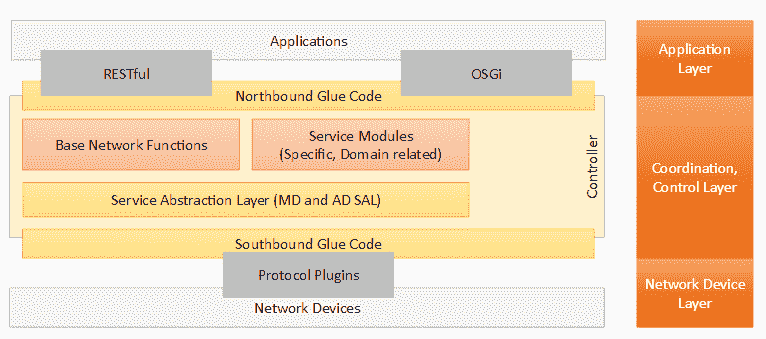 Applications
RESTful
OSGi
Northbound Glue Code
Base Network Functions
Service Modules
(Specific, Domain related)
Service Abstraction Layer (MD and AD SAL)
Controller
Southbound Glue Code
Protocol Plugins
Network Devices
Application
Layer
Coordination,
Control Layer
Network Device
Layer